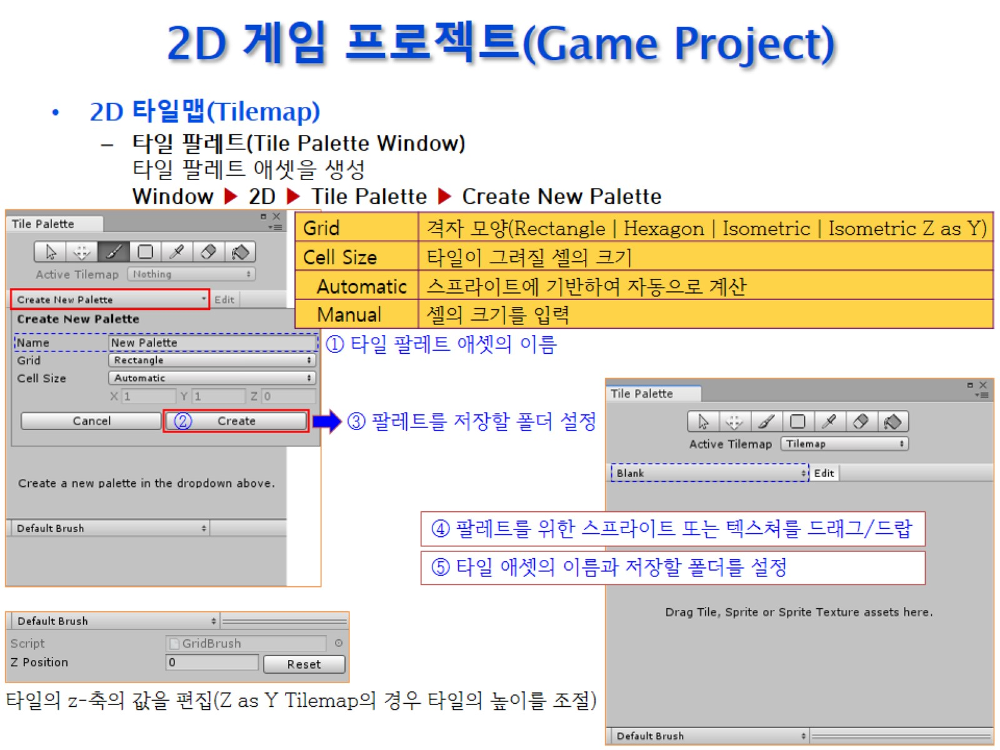 2D 게임 프로젝트(Game Project)
• 2D 타일맵(Tilemap)
– 타일 팔레트(Tile Palette Window)
타일 팔레트 애셋을 생성
Window ▶ 2D ▶ Tile Palette ▶ Create New Palette
Tile Palette
Active Tilemap Nothing
Create New Palette Edit
Create New Palette
Name New Palette
Grid Rectangle
Cell Size Automatic
X 1 Y 1 Z 0
Cancel ② Create
Create a new palette in the dropdown above.
Default Brush
Grid 격자 모양(Rectangle | Hexagon | Isometric | Isometric Z as Y)
Cell Size 타일이 그려질 셀의 크기
Automatic 스프라이트에 기반하여 자동으로 계산
Manual 셀의 크기를 입력
① 타일 팔레트 애셋의 이름
③ 팔레트를 저장할 폴더 설정
Tile Palette
Active Tilemap Tilemap
Blank Edit
④ 팔레트를 위한 스프라이트 또는 텍스쳐를 드래그/드랍
⑤ 타일 애셋의 이름과 저장할 폴더를 설정
Drag Tile, Sprite or Sprite Texture assets here.
Default Brush
Default Brush
Script GridBrush
Z Position 0 Reset
타일의 z-축의 값을 편집(Z as Y Tilemap의 경우 타일의 높이를 조절)